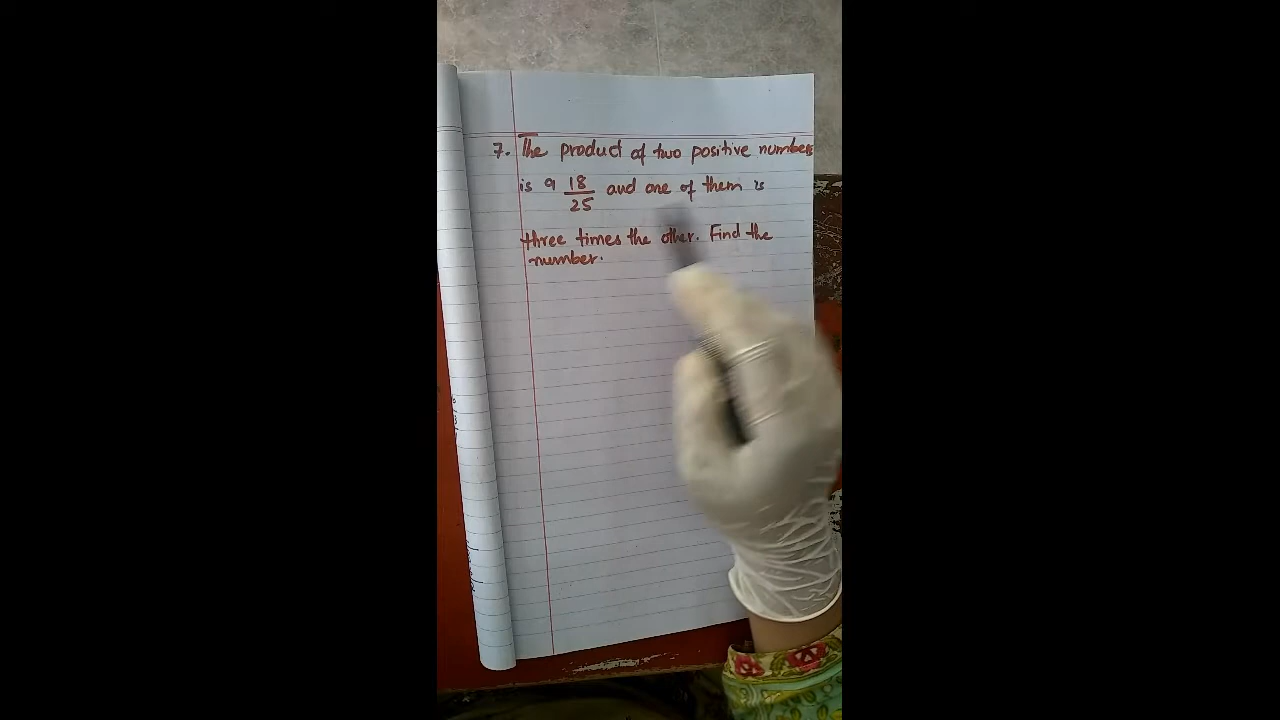 7. The product of two positive numbers
is 9 18/25 and one of them is
three times the other. Find the
number.